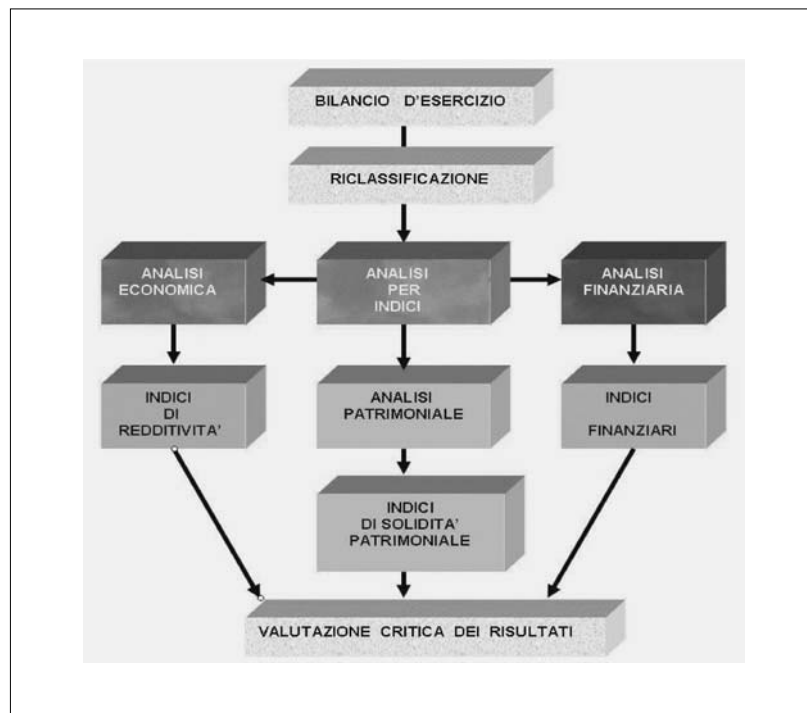 BILANCIO D'ESERCIZIO
RICLASSIFICAZIONE
ANALISI
ECONOMICA
ANALISI
PER
INDICI
ANALISI
FINANZIARIA
INDICI
DI
REDDITIVITA'
ANALISI
PATRIMONIALE
INDICI
FINANZIARI
INDICI
DI SOLIDITA'
PATRIMONIALE
VALUTAZIONE CRITICA DEI RISULTATI